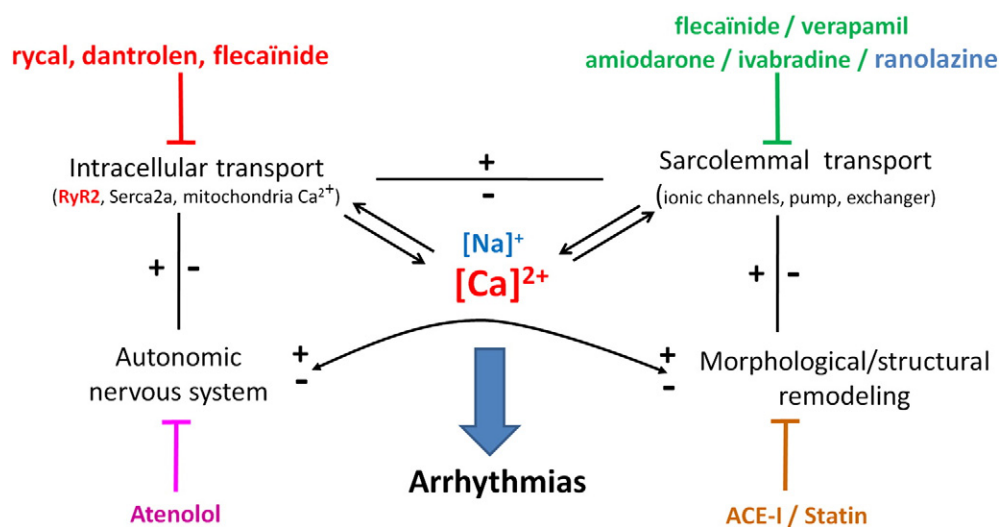 rycal, dantrolen, flecaïnide
flecaïnide / verapamil
amiodarone / ivabradine / ranolazine
Intracellular transport
(RyR2, Serca2a, mitochondria Ca²⁺)
+
-
Sarcolemmal transport
(ionic channels, pump, exchanger)
[Na]⁺
[Ca]²⁺
+ -
+ -
Autonomic
nervous system
+
-
+
-
Morphological/structural
remodeling
Arrhythmias
Atenolol
ACE-I / Statin